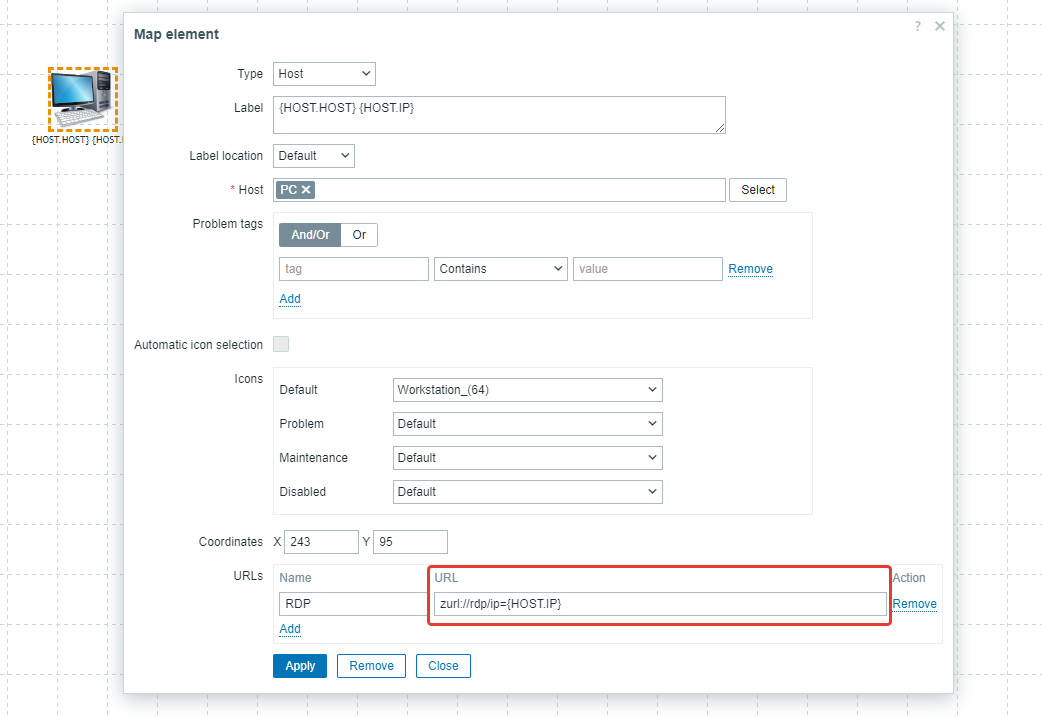 Map element
?
Type Host
Label {HOST.HOST} {HOST.IP}
{HOST.HOST} {HOST.
Label location Default
* Host PC Select
Problem tags And/Or Or
tag Contains value Remove
Add
Automatic icon selection
Icons
Default Workstation_(64)
Problem Default
Maintenance Default
Disabled Default
Coordinates X 243 Y 95
URLs Name URL Action
RDP zurl://rdp/ip={HOST.IP} Remove
Add
Apply Remove Close